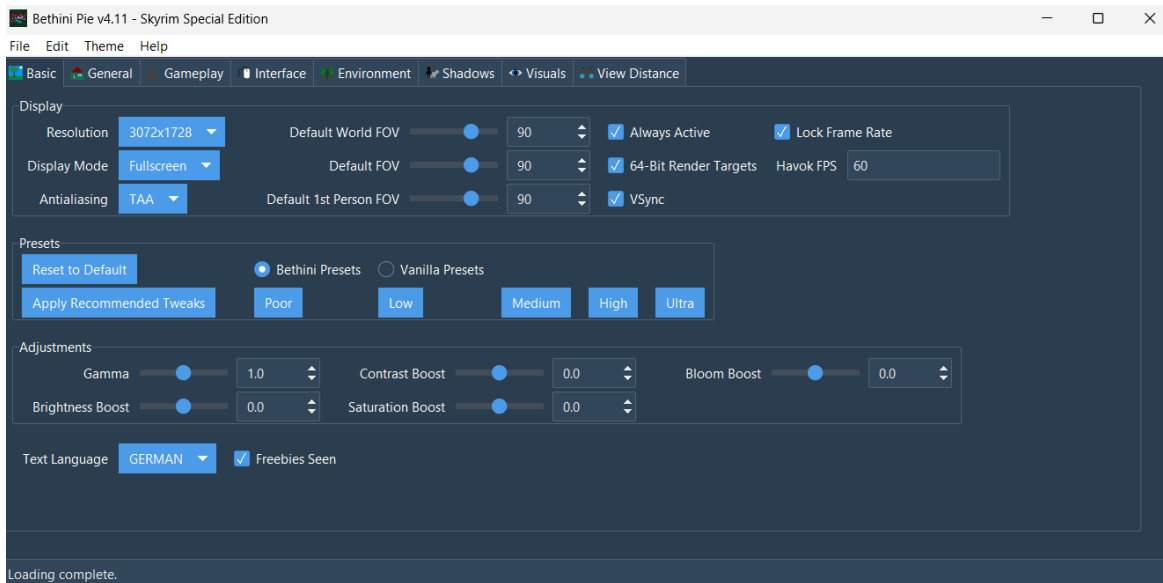 Bethini Pie v4.11 - Skyrim Special Edition
File Edit Theme Help
Basic General Gameplay Interface Environment Shadows Visuals View Distance
Display
Resolution 3072x1728 Default World FOV 90 Always Active Lock Frame Rate
Display Mode Fullscreen Default FOV 90 64-Bit Render Targets Havok FPS 60
Antialiasing TAA Default 1st Person FOV 90 VSync
Presets
Reset to Default Bethini Presets Vanilla Presets
Apply Recommended Tweaks Poor Low Medium High Ultra
Adjustments
Gamma 1.0 Contrast Boost 0.0 Bloom Boost 0.0
Brightness Boost 0.0 Saturation Boost 0.0
Text Language GERMAN Freebies Seen
Loading complete.